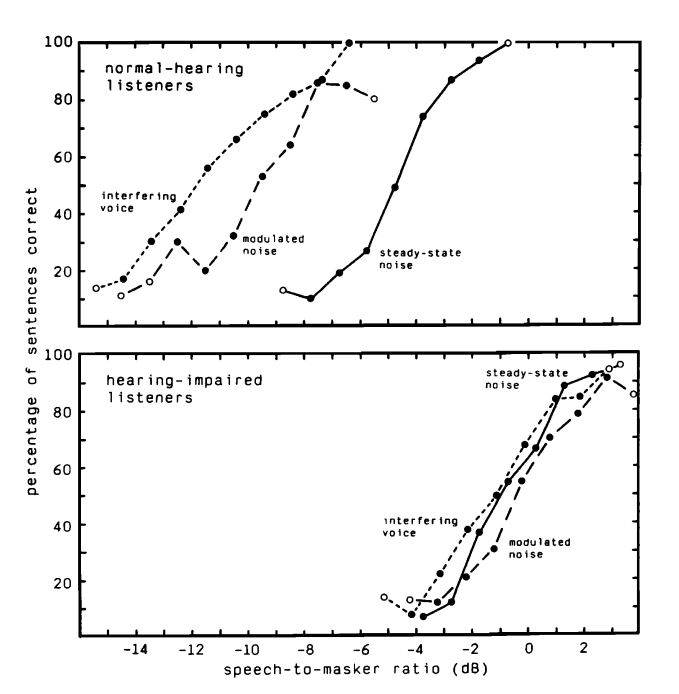 100
80
60
40
20
normal-hearing
listeners
interfering
voice
modulated
noise
steady-state
noise
percentage of sentences correct
100
80
60
40
20
hearing-impaired
listeners
steady-state
noise
interfering
voice
modulated
noise
-14 -12 -10 -8 -6 -4 -2 0 2
speech-to-masker ratio (dB)